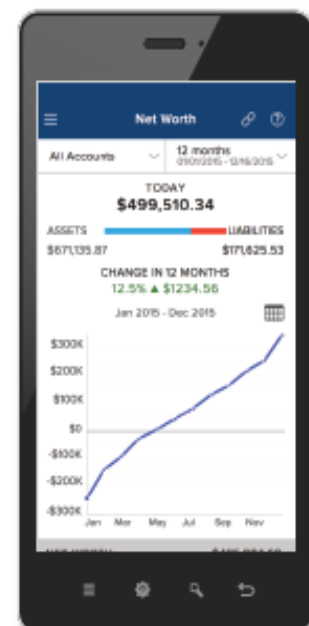 Net Worth
All Accounts
12 months
01/01/2015 - 12/16/2015
TODAY
$499,510.34
ASSETS LIABILITIES
$671,135.87 $171,625.53
CHANGE IN 12 MONTHS
12.5% ▲ $1234.56
Jan 2015 - Dec 2015
$300K
$200K
$100K
$0
-$100K
-$200K
-$300K
Jan Mar May Jul Sep Nov
NET WORTH